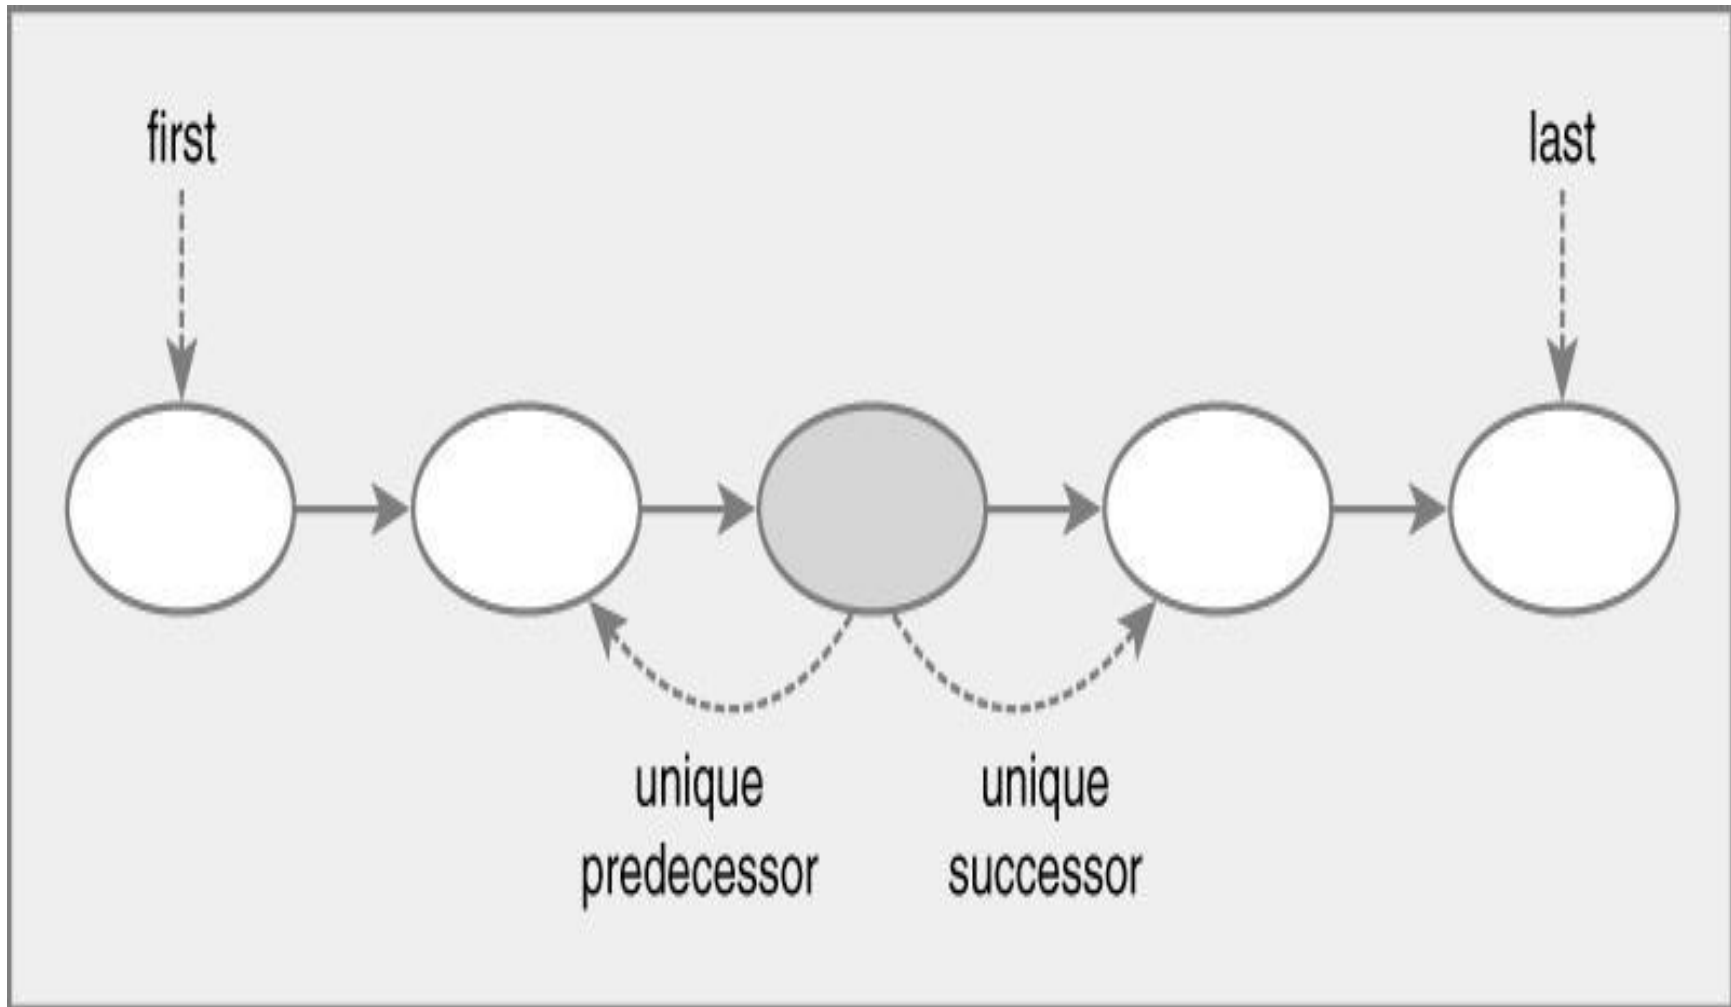 first
last
unique
predecessor
unique
successor